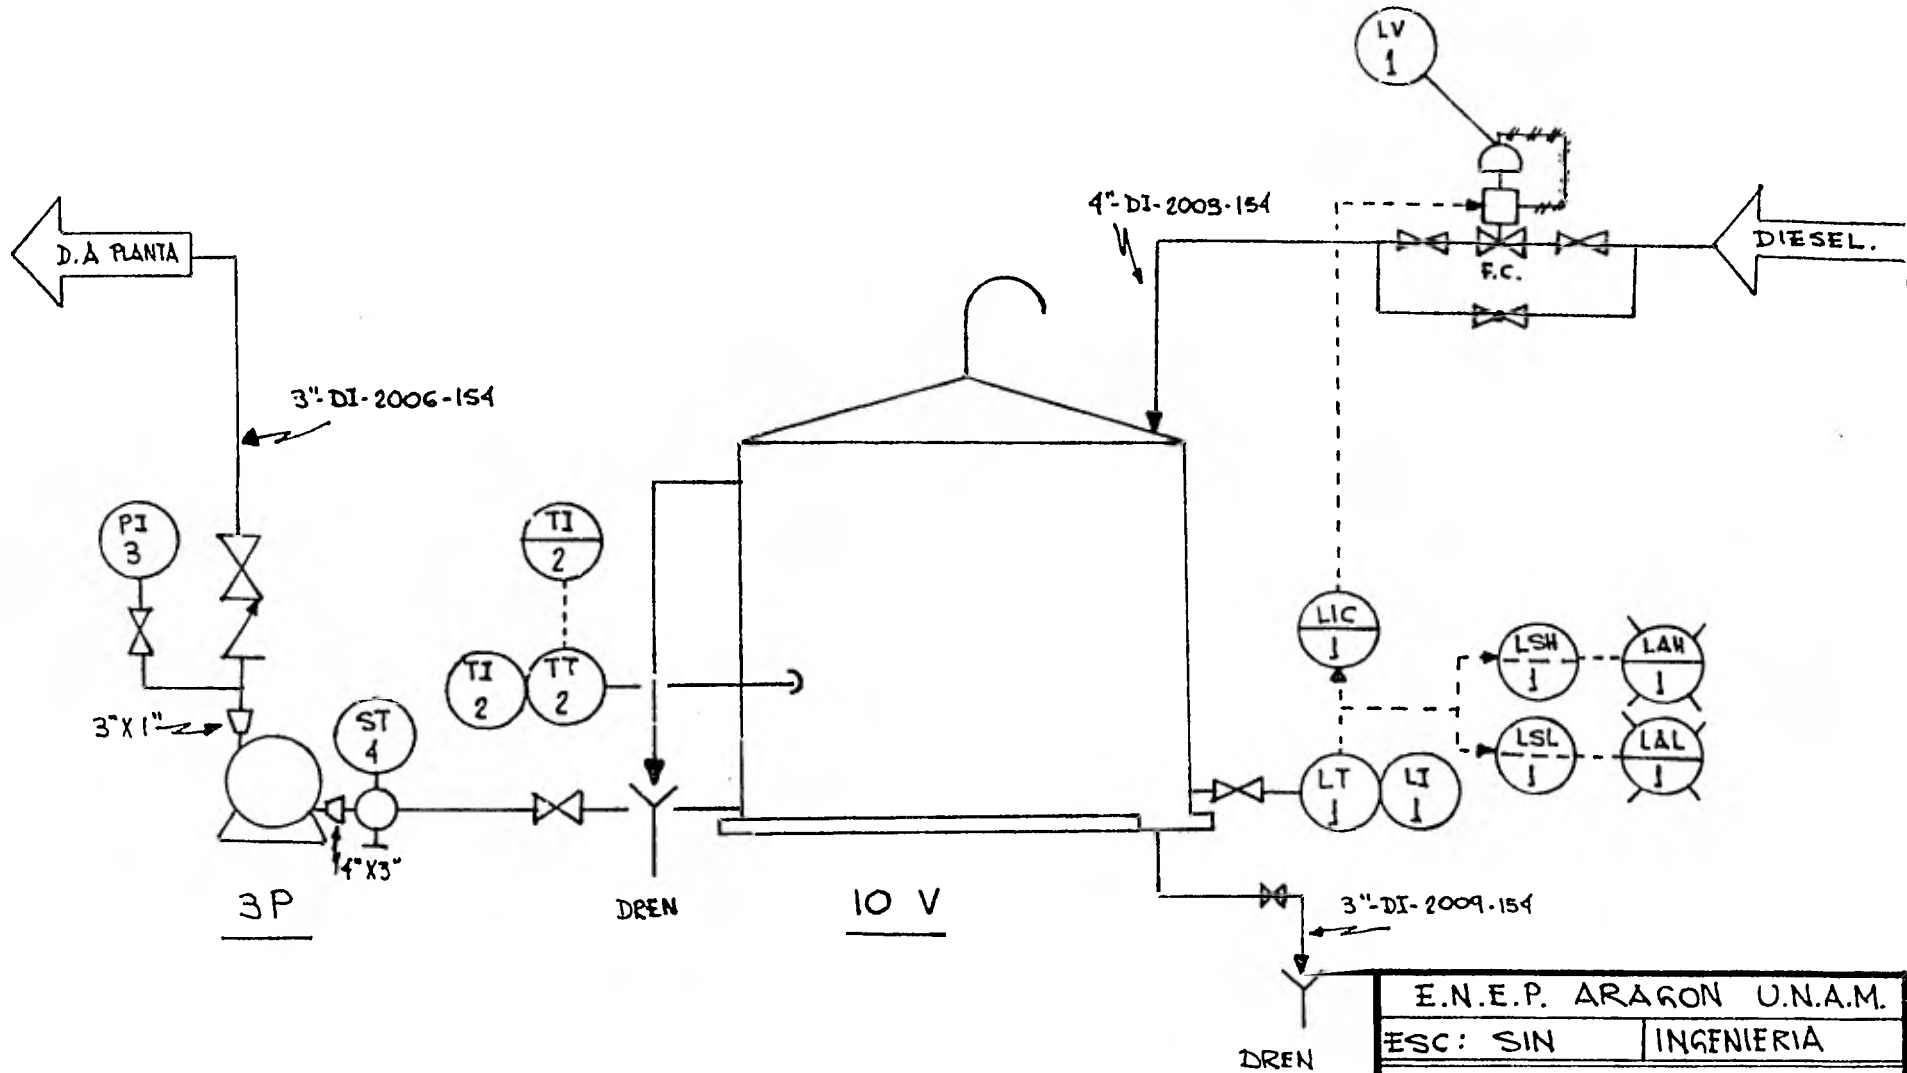 LV
1
4"-DI-2003-154
D.A PLANTA
DIESEL.
F.C.
3"-DI-2006-154
PI
3
TI
2
TI
2
TT
2
LIC
1
LSH
1
LAH
1
3"X1"
ST
4
LSL
1
LAL
1
LT
1
LI
1
4"X3"
3P
DREN
10 V
3"-DI-2009-154
DREN
E.N.E.P. ARAGON U.N.A.M.
ESC: SIN
INGENIERIA